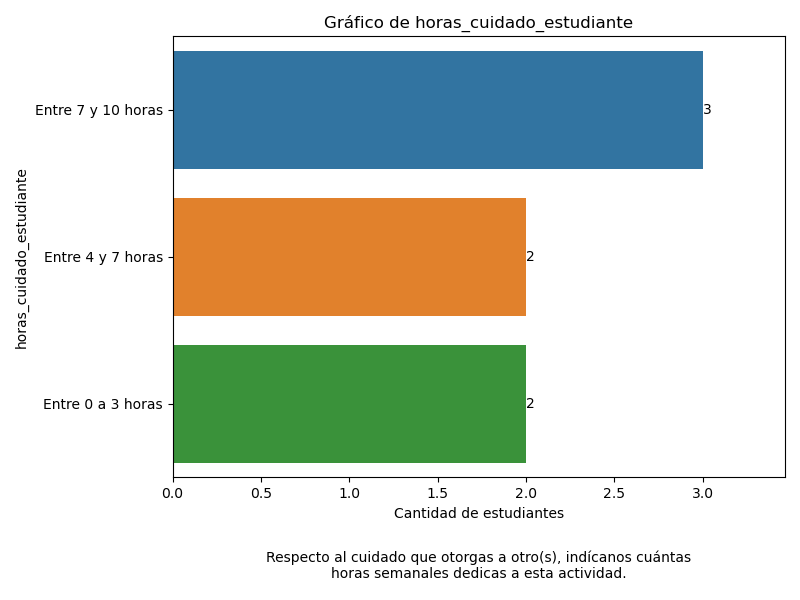 Gráfico de horas_cuidado_estudiante
horas_cuidado_estudiante
Entre 7 y 10 horas
3
Entre 4 y 7 horas
2
Entre 0 a 3 horas
2
0.0 0.5 1.0 1.5 2.0 2.5 3.0
Cantidad de estudiantes
Respecto al cuidado que otorgas a otro(s), indícanos cuántas
horas semanales dedicas a esta actividad.